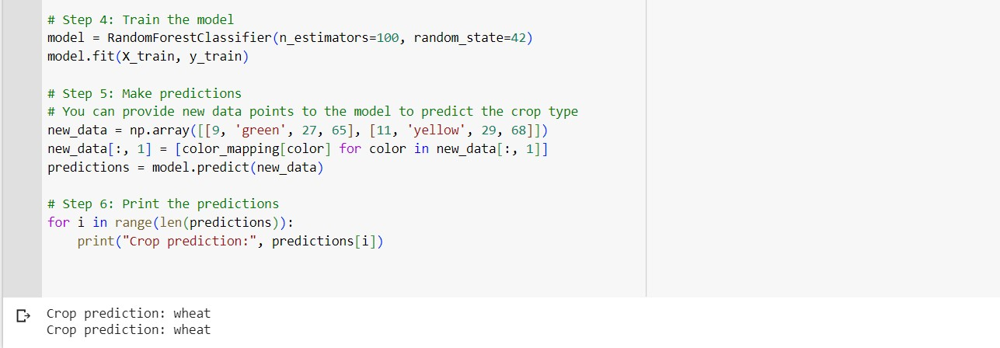 # Step 4: Train the model
model = RandomForestClassifier(n_estimators=100, random_state=42)
model.fit(X_train, y_train)
# Step 5: Make predictions
# You can provide new data points to the model to predict the crop type
new_data = np.array([[9, 'green', 27, 65], [11, 'yellow', 29, 68]])
new_data[:, 1] = [color_mapping[color] for color in new_data[:, 1]]
predictions = model.predict(new_data)
# Step 6: Print the predictions
for i in range(len(predictions)):
    print("Crop prediction:", predictions[i])
Crop prediction: wheat
Crop prediction: wheat